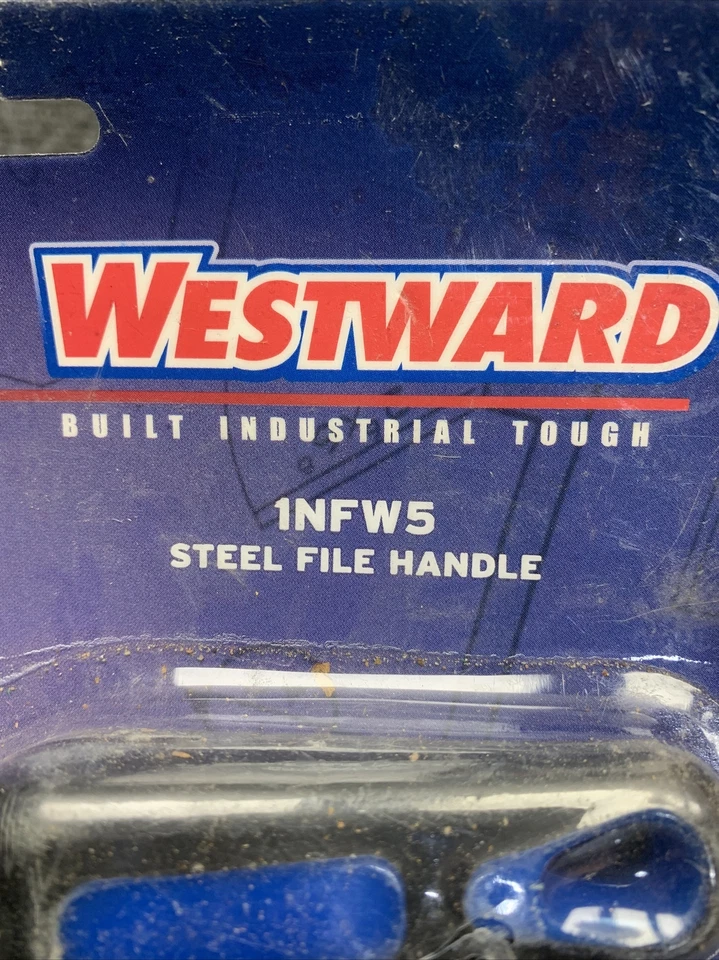 WESTWARD
BUILT INDUSTRIAL TOUGH
1NFW5
STEEL FILE HANDLE